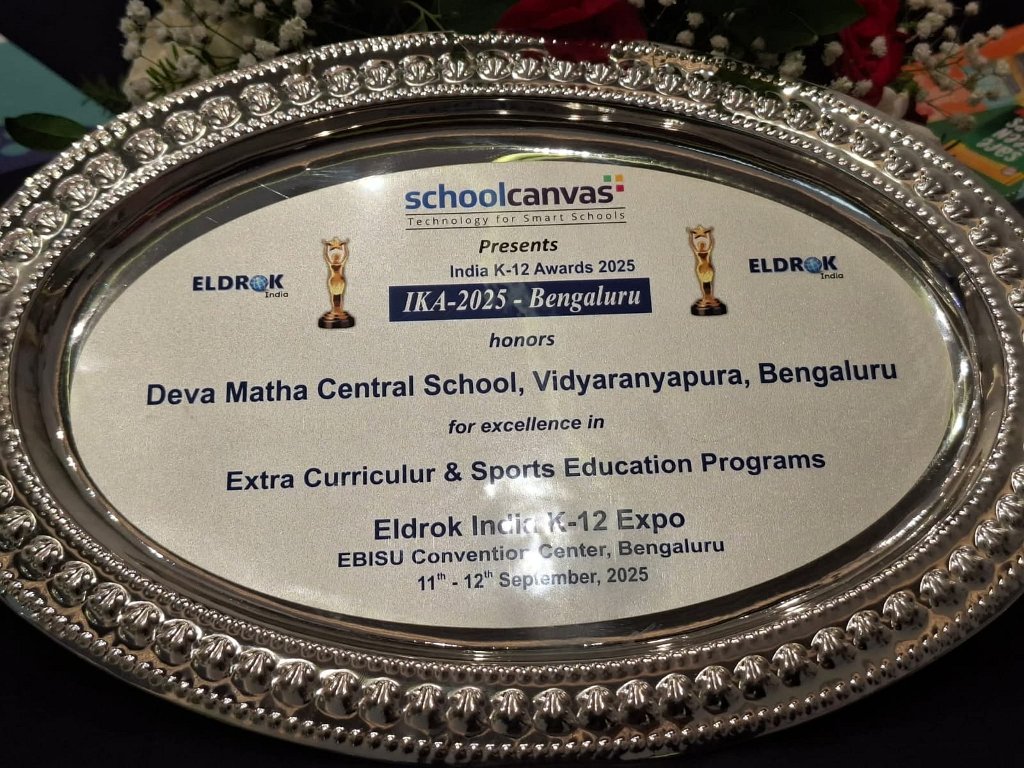 schoolcanvas
Technology for Smart Schools
Presents
India K-12 Awards 2025
IKA-2025 - Bengaluru
ELDROK
India
ELDROK
India
honors
Deva Matha Central School, Vidyaranyapura, Bengaluru
for excellence in
Extra Curriculur & Sports Education Programs
Eldrok India K-12 Expo
EBISU Convention Center, Bengaluru
11th - 12th September, 2025